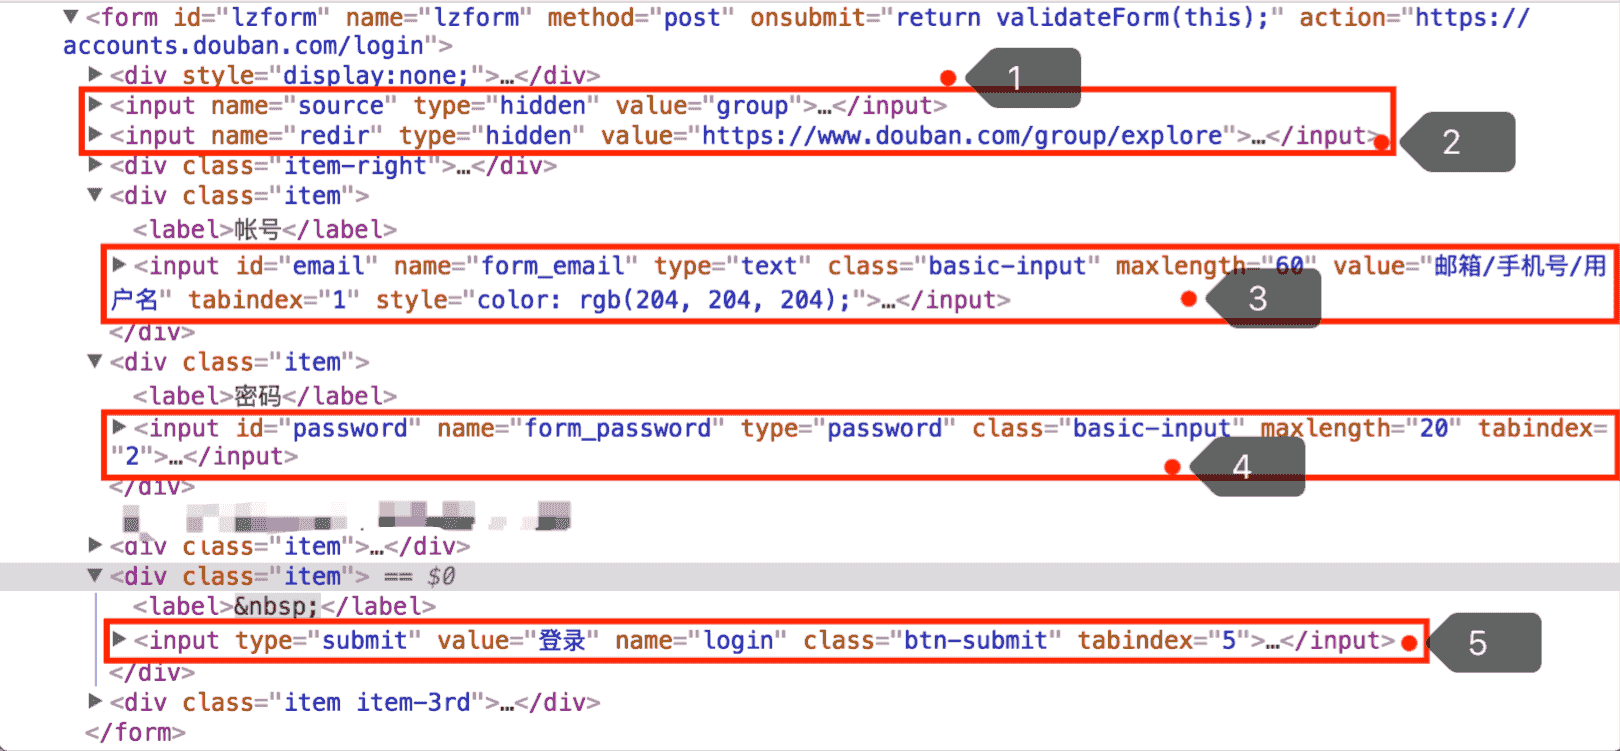 ▼<form id="lzform" name="lzform" method="post" onsubmit="return validateForm(this);" action="https://
accounts.douban.com/login">
▶<div style="display:none;">…</div>
1
▶<input name="source" type="hidden" value="group">…</input>
▶<input name="redir" type="hidden" value="https://www.douban.com/group/explore">…</input>
2
▶<div class="item-right">…</div>
▼<div class="item">
<label>帐号</label>
▶<input id="email" name="form_email" type="text" class="basic-input" maxlength="60" value="邮箱/手机号/用
户名" tabindex="1" style="color: rgb(204, 204, 204);">…</input>
3
</div>
▼<div class="item">
<label>密码</label>
▶<input id="password" name="form_password" type="password" class="basic-input" maxlength="20" tabindex=
"2">…</input>
4
</div>
▶<div class="item">…</div>
▼<div class="item"> == $0
<label>&nbsp;</label>
▶<input type="submit" value="登录" name="login" class="btn-submit" tabindex="5">…</input>
5
</div>
▶<div class="item item-3rd">…</div>
</form>